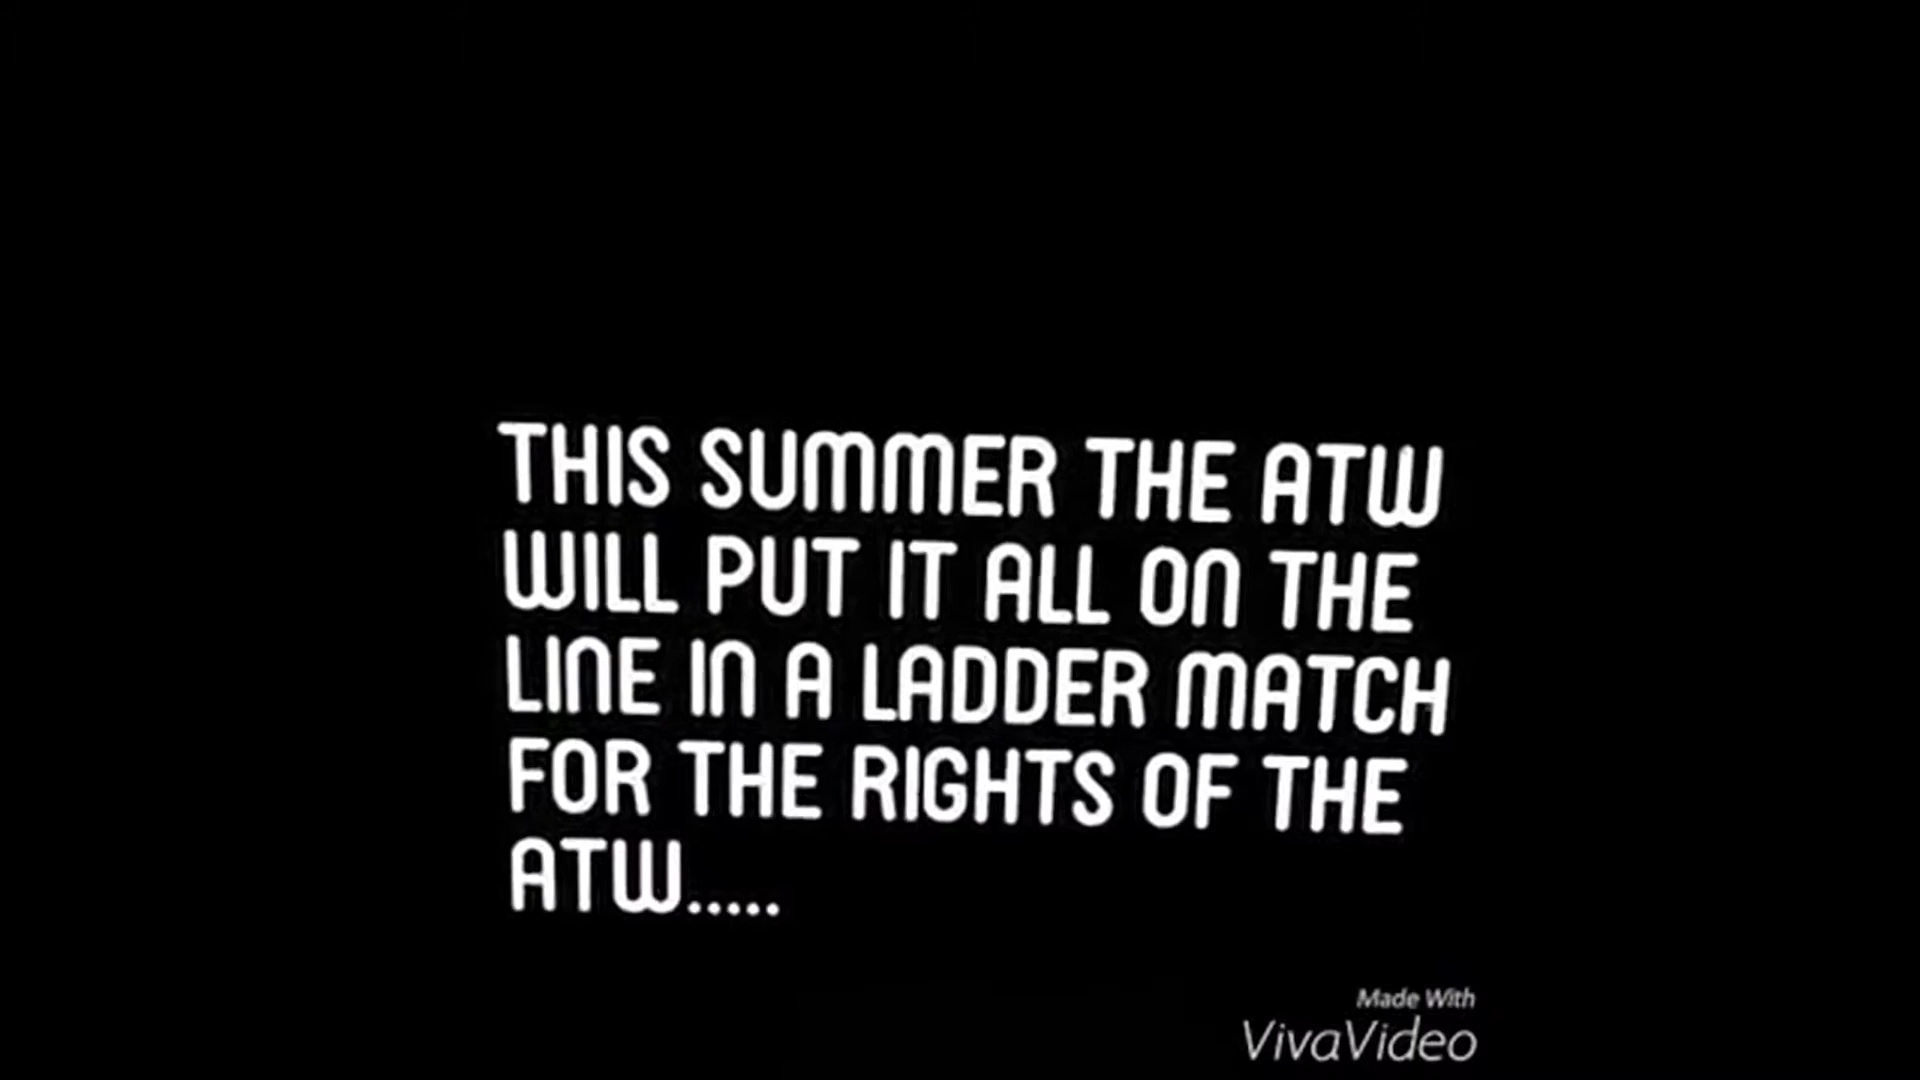 THIS SUMMER THE ATW
WILL PUT IT ALL ON THE
LINE IN A LADDER MATCH
FOR THE RIGHTS OF THE
ATW.....
Made With
VivaVideo